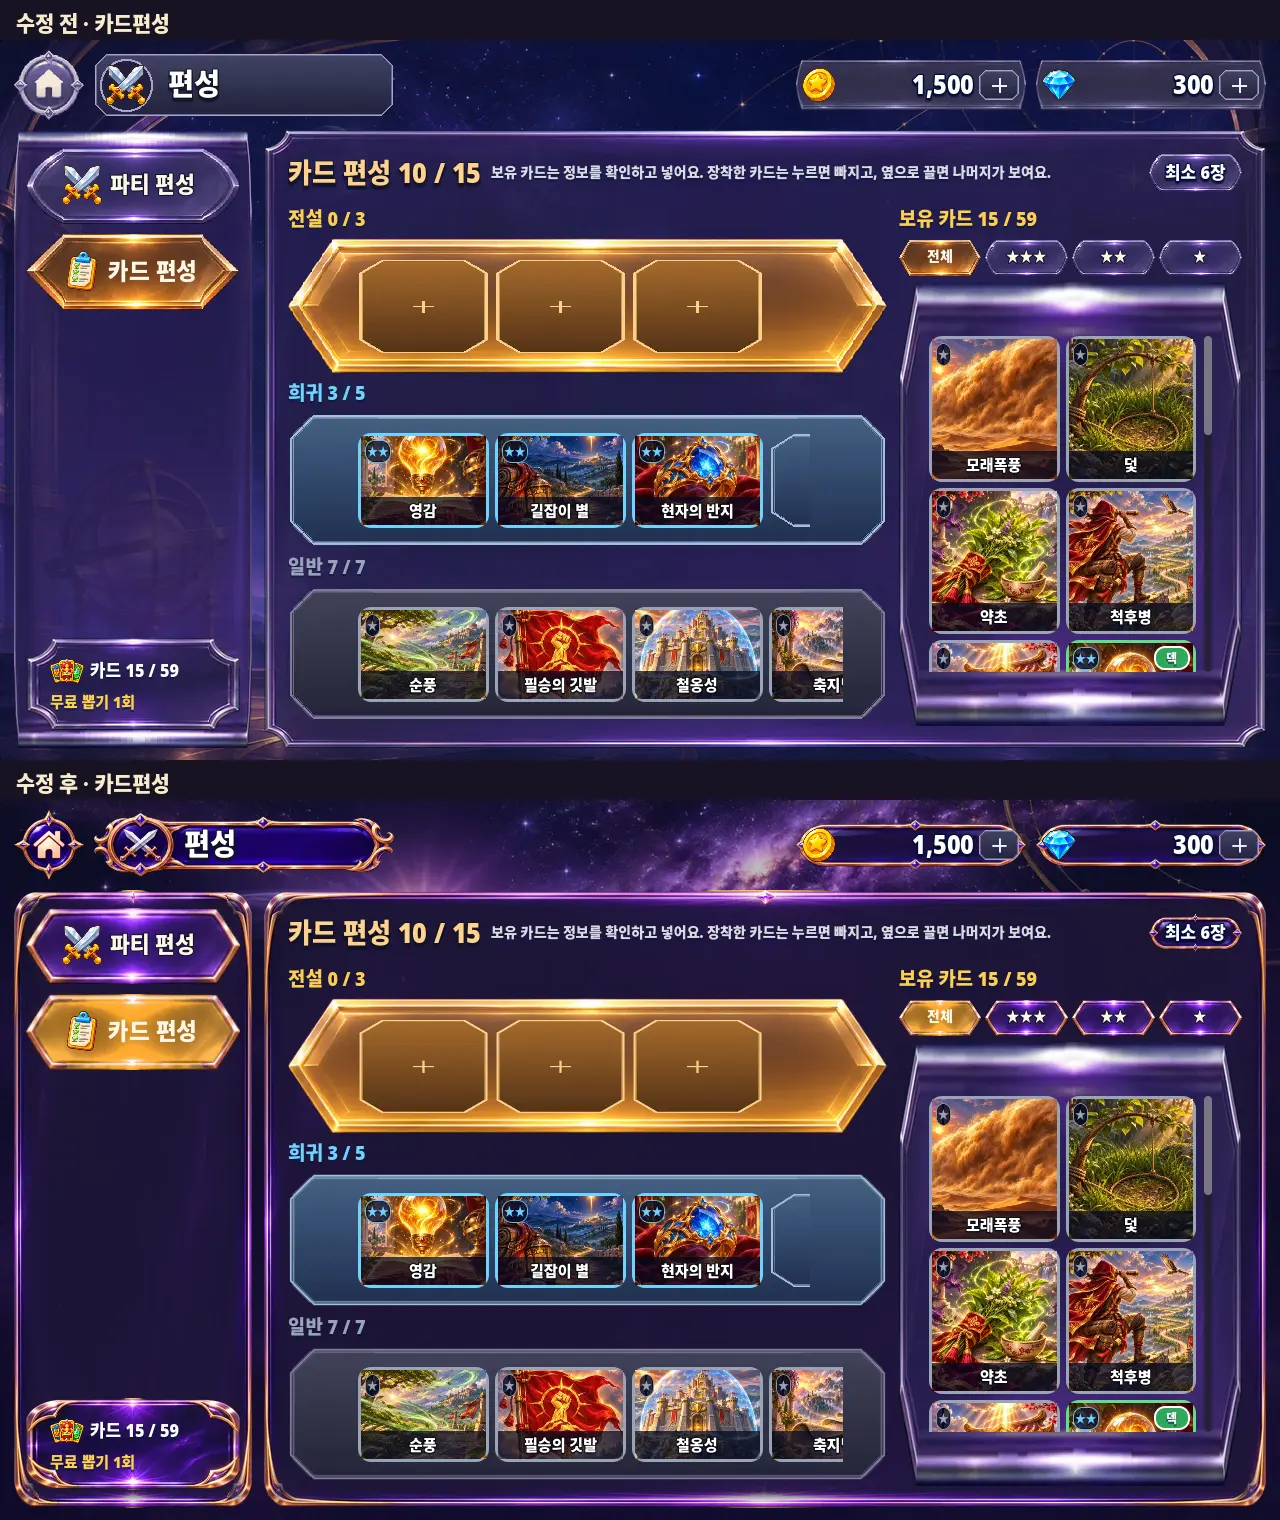 수정 전 · 카드편성
편성
1,500 +
300 +
파티 편성
카드 편성
카드 15 / 59
무료 뽑기 1회
카드 편성 10 / 15 보유 카드는 정보를 확인하고 넣어요. 장착한 카드는 누르면 빠지고, 옆으로 끌면 나머지가 보여요.
최소 6장
전설 0 / 3
+ + +
희귀 3 / 5
★★ ★★ ★★
영감 길잡이 별 현자의 반지
일반 7 / 7
★ ★ ★ ★
순풍 필승의 깃발 철옹성 축지
보유 카드 15 / 59
전체 ★★★ ★★ ★
★ ★
모래폭풍 덫
★ ★
약초 척후병
★ ★★ 덱
수정 후 · 카드편성
편성
1,500 +
300 +
파티 편성
카드 편성
카드 15 / 59
무료 뽑기 1회
카드 편성 10 / 15 보유 카드는 정보를 확인하고 넣어요. 장착한 카드는 누르면 빠지고, 옆으로 끌면 나머지가 보여요.
최소 6장
전설 0 / 3
+ + +
희귀 3 / 5
★★ ★★ ★★
영감 길잡이 별 현자의 반지
일반 7 / 7
★ ★ ★ ★
순풍 필승의 깃발 철옹성 축지
보유 카드 15 / 59
전체 ★★★ ★★ ★
★ ★
모래폭풍 덫
★ ★
약초 척후병
★ ★★ 덱